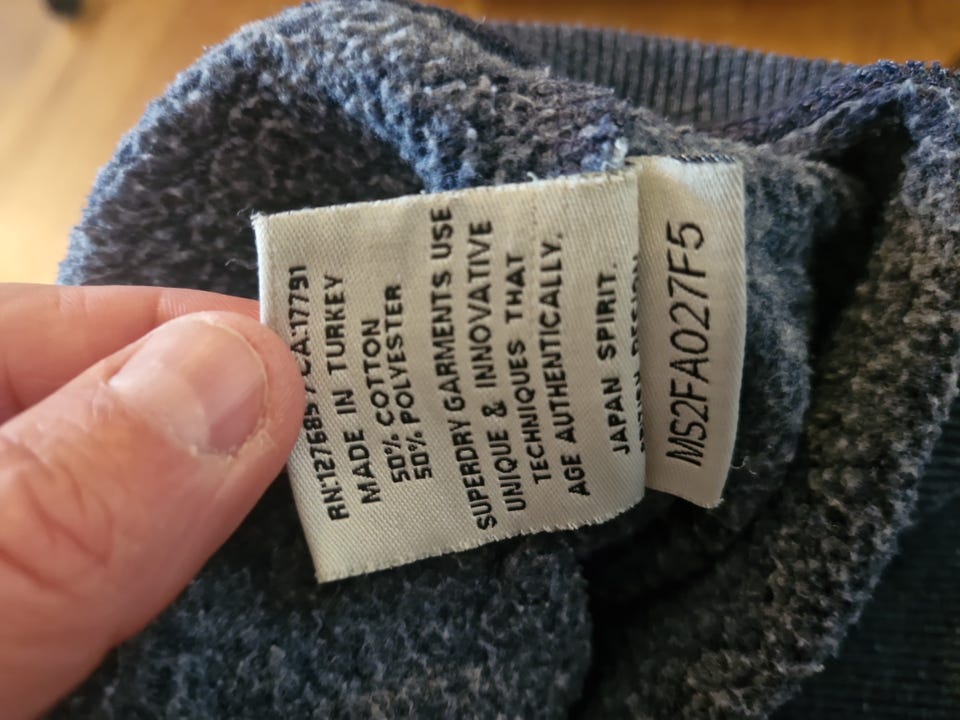 RN:127685 / CA:17791
MADE IN TURKEY
50% COTTON
50% POLYESTER
SUPERDRY GARMENTS USE
UNIQUE & INNOVATIVE
TECHNIQUES THAT
AGE AUTHENTICALLY.
JAPAN SPIRIT.
MS2FA027F5